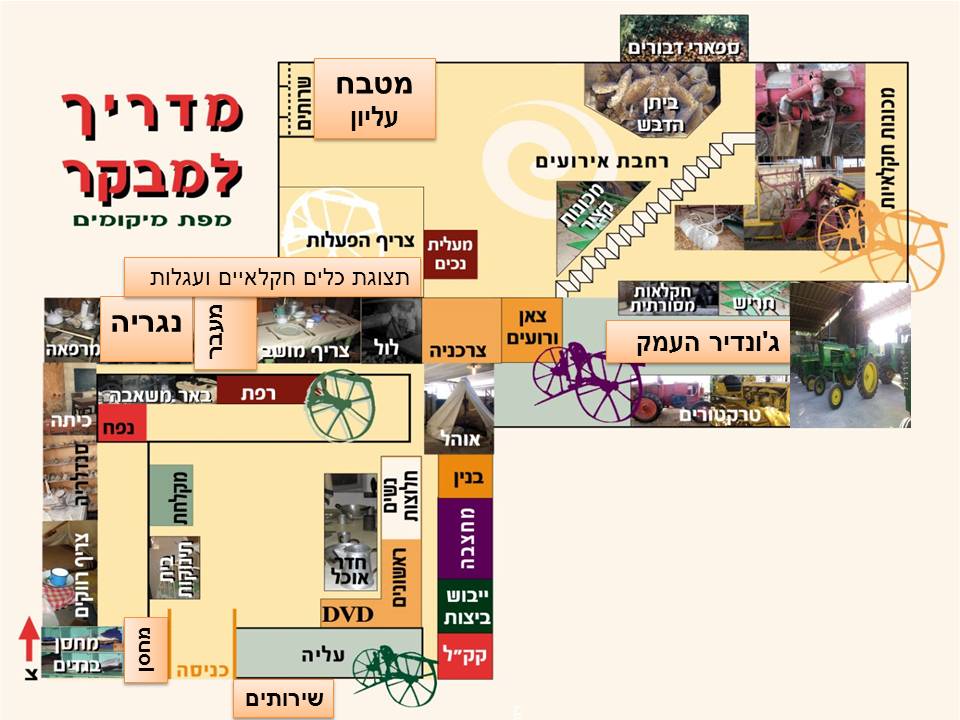 מדריך
למבקר
מפת מיקומים
ספארי דבורים
שרותים
מטבח
עליון
ביתן
הדבש
מכונות חקלאיות
רחבת אירועים
מכונות
קציר
צריף הפעלות
מעלית
נכים
תצוגת כלים חקלאיים ועגלות
חקלאות
מסורתית
מריש
מרפאה
נגריה
מעבר
צריף מושב
לול
צרכניה
צאן
ורועים
ג'ונדיר העמק
טרקטורים
באר משאבה
רפת
נפח
כיתה
אוהל
סנדלריה
מקלחת
נשים
חלוצות
בנין
מחצבה
צריף רווקים
בית
תינוקות
חדר
אוכל
ראשונים
DVD
ייבוש
ביצות
מחסן
בגדים
מחסן
כניסה
עליה
קק"ל
צ
שירותים